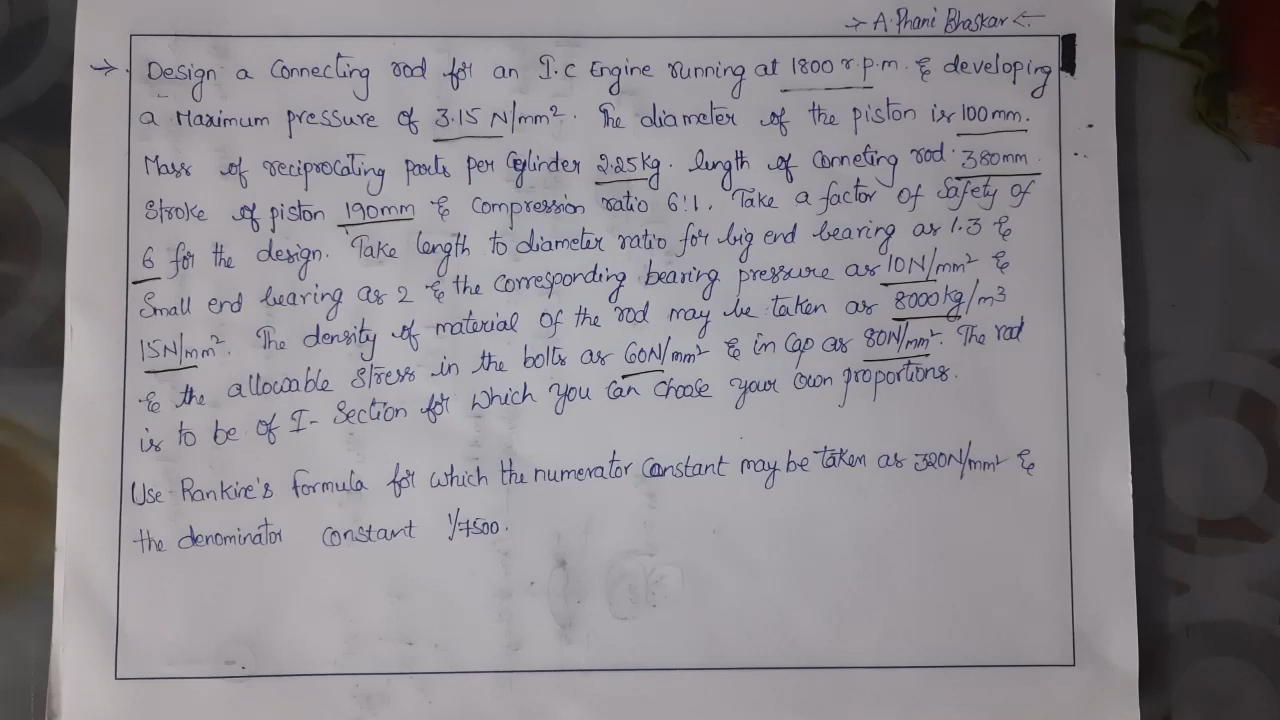 → A. Phani Bhaskar ←
→. Design a Connecting rod for an I.C Engine running at 1800 r.p.m. & developing
a Maximum pressure of 3.15 N/mm². The diameter of the piston is 100mm.
Mass of reciprocating parts per Cylinder 2.25kg. length of Conneting rod. 380mm.
Stroke of piston 190mm & Compression ratio 6:1. Take a factor of Safety of
6 for the design. Take length to diameter ratio for big end bearing as 1.3 &
Small end bearing as 2 & the corresponding bearing pressure as 10N/mm² &
15N/mm². The density of material of the rod may be taken as 8000kg/m³
& the allowable Stress in the bolts as 60N/mm² & in Cap as 80N/mm². The rod
is to be of I- Section for which you Can choose your own proportions.
Use Rankine's formula for which the numerator Constant may be taken as 320N/mm² &
the denominator constant 1/7500.